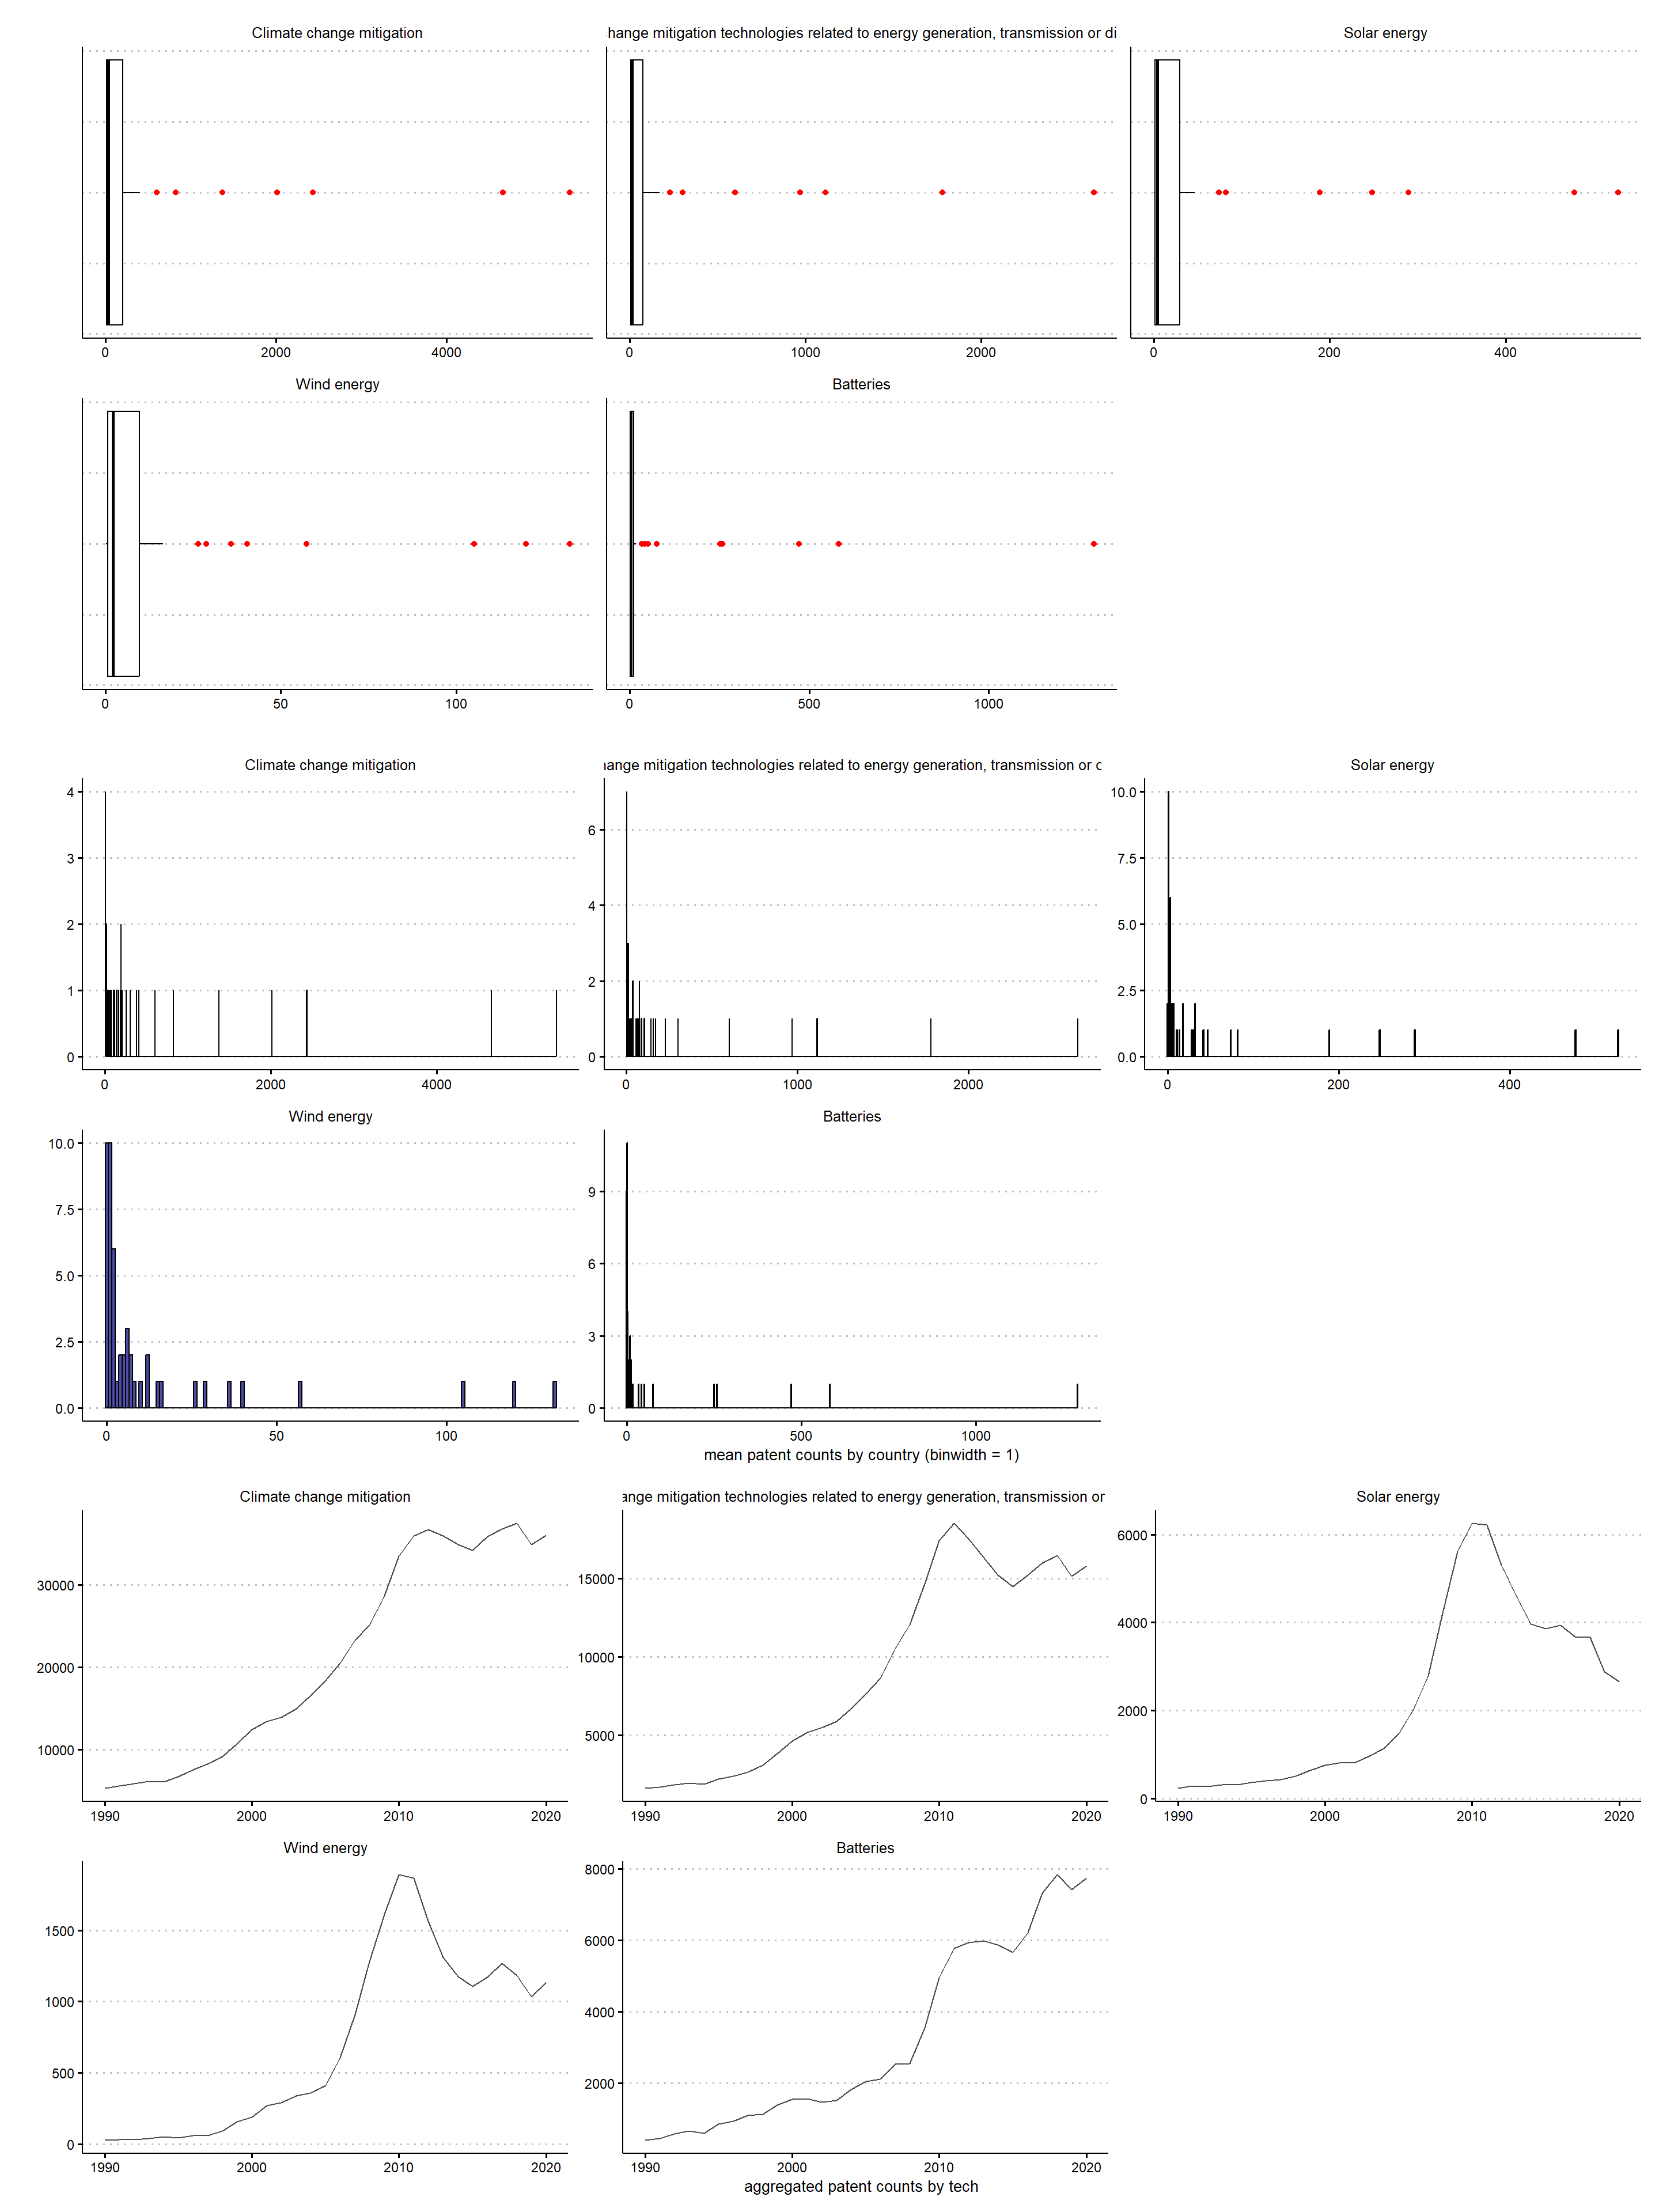 Climate change mitigation
hange mitigation technologies related to energy generation, transmission or di
Solar energy
0 2000 4000
0 1000 2000
0 200 400
Wind energy
Batteries
0 50 100
0 500 1000
Climate change mitigation
ange mitigation technologies related to energy generation, transmission or c
Solar energy
4
3
2
1
0
6
4
2
0
10.0
7.5
5.0
2.5
0.0
0 2000 4000
0 1000 2000
0 200 400
Wind energy
Batteries
10.0
7.5
5.0
2.5
0.0
9
6
3
0
0 50 100
0 500 1000
mean patent counts by country (binwidth = 1)
Climate change mitigation
ange mitigation technologies related to energy generation, transmission or
Solar energy
30000
20000
10000
15000
10000
5000
6000
4000
2000
0
1990 2000 2010 2020
1990 2000 2010 2020
1990 2000 2010 2020
Wind energy
Batteries
1500
1000
500
0
8000
6000
4000
2000
1990 2000 2010 2020
1990 2000 2010 2020
aggregated patent counts by tech